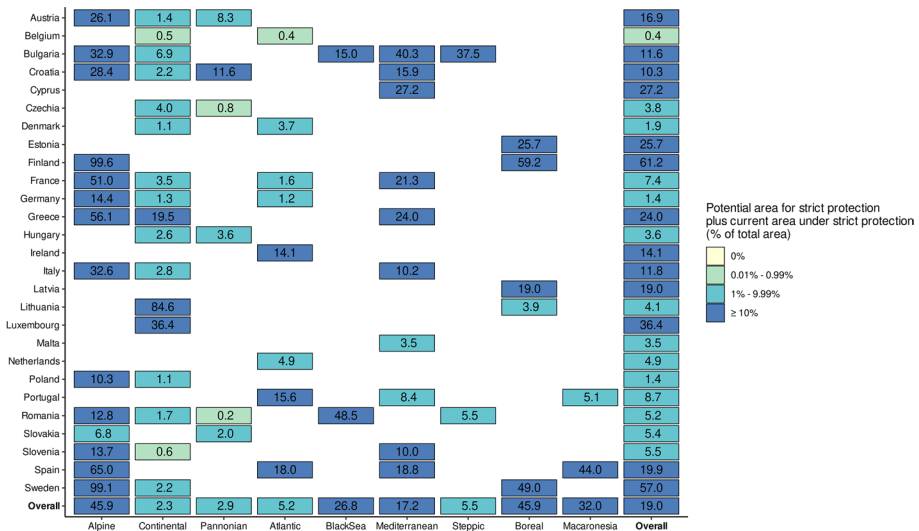 Austria 26.1 1.4 8.3 16.9
Belgium 0.5 0.4 0.4
Bulgaria 32.9 6.9 15.0 40.3 37.5 11.6
Croatia 28.4 2.2 11.6 15.9 10.3
Cyprus 27.2 27.2
Czechia 4.0 0.8 3.8
Denmark 1.1 3.7 1.9
Estonia 25.7 25.7
Finland 99.6 59.2 61.2
France 51.0 3.5 1.6 21.3 7.4
Germany 14.4 1.3 1.2 1.4
Greece 56.1 19.5 24.0 24.0
Hungary 2.6 3.6 3.6
Ireland 14.1 14.1
Italy 32.6 2.8 10.2 11.8
Latvia 19.0 19.0
Lithuania 84.6 3.9 4.1
Luxembourg 36.4 36.4
Malta 3.5 3.5
Netherlands 4.9 4.9
Poland 10.3 1.1 1.4
Portugal 15.6 8.4 5.1 8.7
Romania 12.8 1.7 0.2 48.5 5.5 5.2
Slovakia 6.8 2.0 5.4
Slovenia 13.7 0.6 10.0 5.5
Spain 65.0 18.0 18.8 44.0 19.9
Sweden 99.1 2.2 49.0 57.0
Overall 45.9 2.3 2.9 5.2 26.8 17.2 5.5 45.9 32.0 19.0
Alpine Continental Pannonian Atlantic BlackSea Mediterranean Steppic Boreal Macaronesia Overall
Potential area for strict protection
plus current area under strict protection
(% of total area)
0%
0.01% - 0.99%
1% - 9.99%
≥ 10%